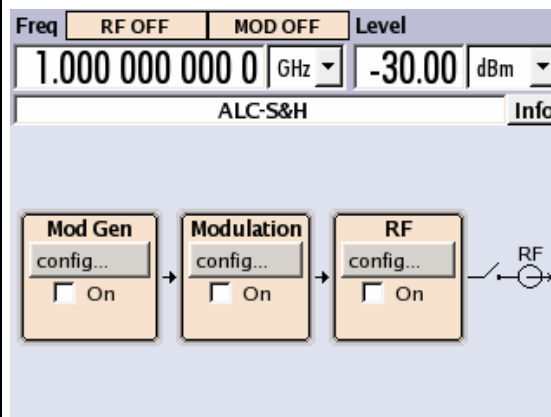 Freq RF OFF MOD OFF Level
1.000 000 000 0 GHz -30.00 dBm
ALC-S&H Info
Mod Gen Modulation RF
config... config... config... RF
On On On